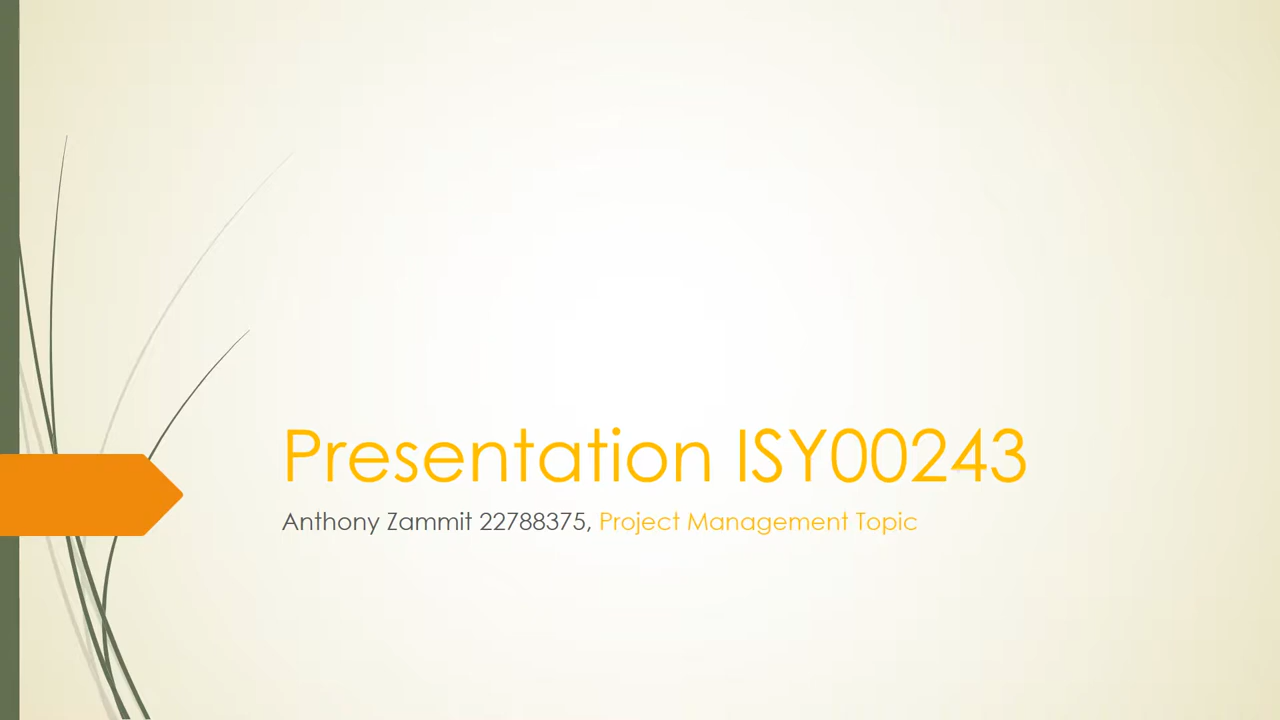 Presentation ISY00243
Anthony Zammit 22788375, Project Management Topic